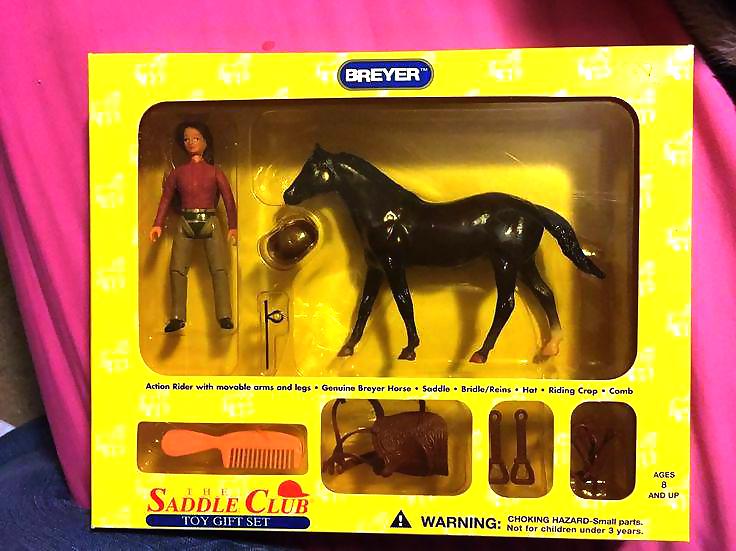 BREYER™
Action Rider with movable arms and legs • Genuine Breyer Horse • Saddle • Bridle/Reins • Hat • Riding Crop • Comb
THE
SADDLE CLUB
TOY GIFT SET
AGES
8
AND UP
WARNING: CHOKING HAZARD-Small parts.
Not for children under 3 years.